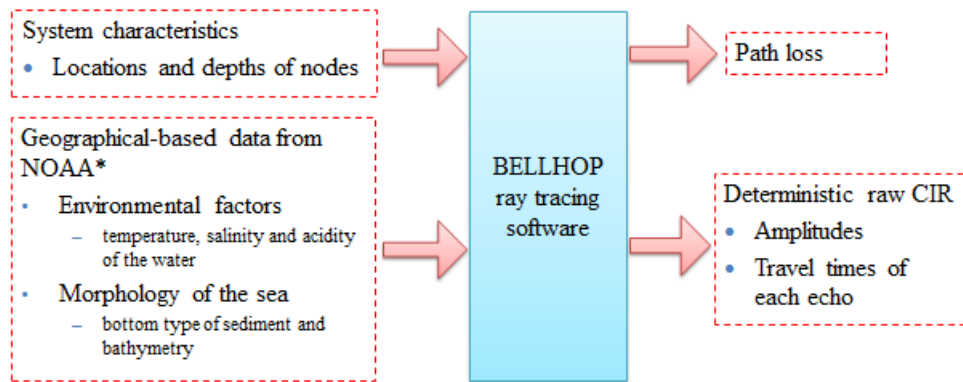 System characteristics
• Locations and depths of nodes
Geographical-based data from
NOAA*
• Environmental factors
– temperature, salinity and acidity
of the water
• Morphology of the sea
– bottom type of sediment and
bathymetry
BELLHOP
ray tracing
software
Path loss
Deterministic raw CIR
• Amplitudes
• Travel times of
each echo